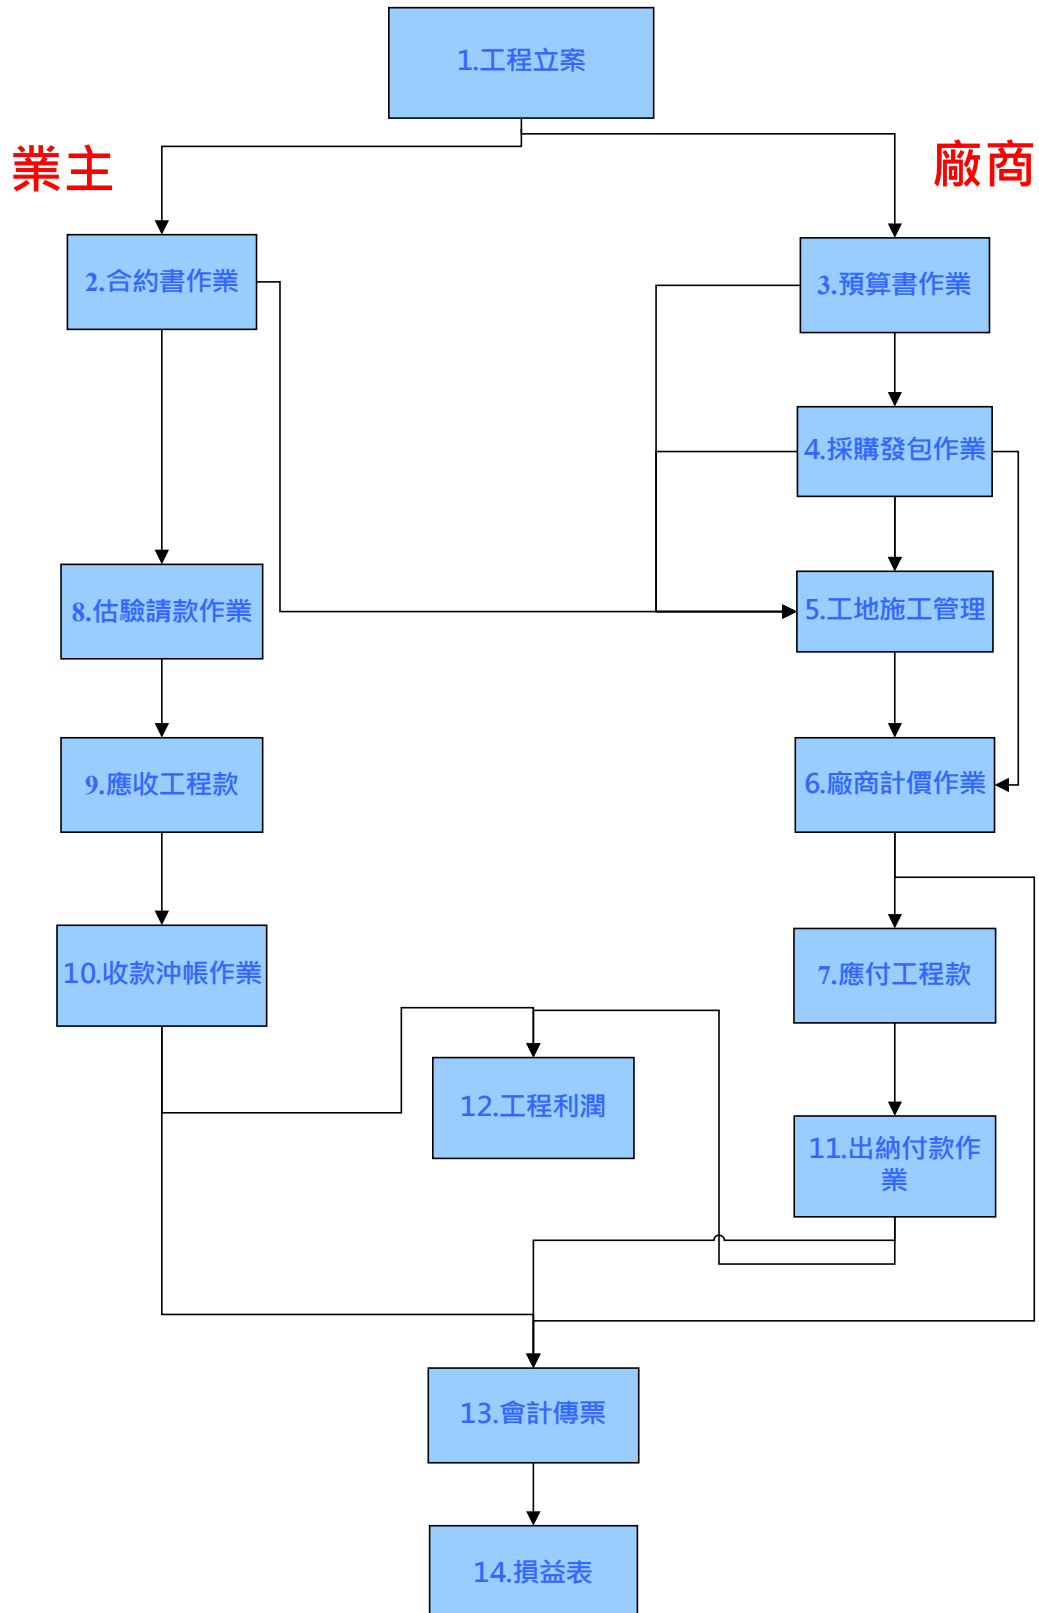 1.工程立案
業主
廠商
2.合約書作業
3.預算書作業
4.採購發包作業
8.估驗請款作業
5.工地施工管理
9.應收工程款
6.廠商計價作業
10.收款沖帳作業
7.應付工程款
12.工程利潤
11.出納付款作
業
13.會計傳票
14.損益表